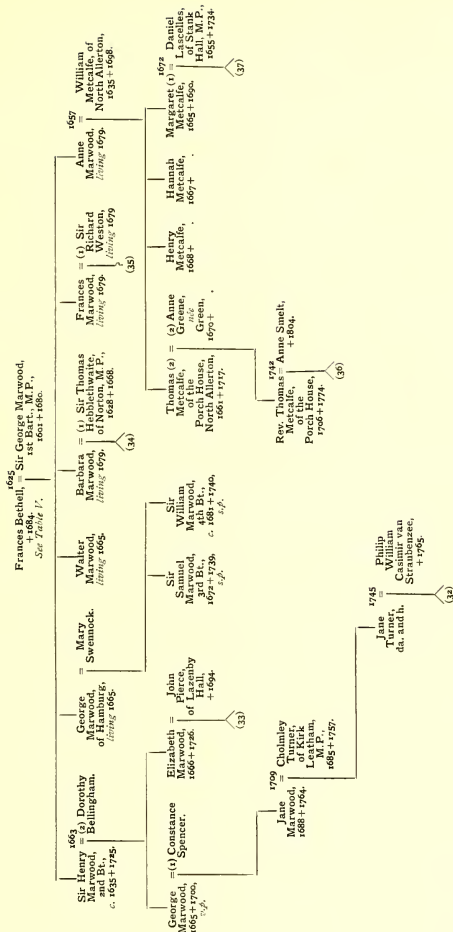 1625
Frances Bethell, = Sir George Marwood,
+1684. 1st Bart., M.P.,
See Table V. 1601+1680.
1663
Sir Henry = (2) Dorothy
Marwood, Bellingham.
2nd Bt.,
c. 1635+1725.
George = Mary
Marwood, Swennock.
of Hamburg,
living 1665.
Walter
Marwood,
living 1665.
Barbara = (1) Sir Thomas
Marwood, Hebblethwaite,
living 1679. of Norton, M.P.,
1628+1668.
(34)
Frances = (1) Sir
Marwood, Richard
living 1679. Weston,
living 1679
?
(35)
1657
Anne = William
Marwood, Metcalfe, of
living 1679. North Allerton,
1635+1698.
George =(1) Constance
Marwood, Spencer.
1665+1700,
v.p.
Elizabeth = John
Marwood, Pierce,
1666+1726. of Lazenby
Hall,
+1694.
(33)
Sir
Samuel
Marwood,
3rd Bt.,
1672+1739,
s.p.
Sir
William
Marwood,
4th Bt.,
c. 1681+1740,
s.p.
Thomas (2) = (2) Anne
Metcalfe, Greene,
of the née
Porch House, Green,
North Allerton, 1670+ .
1661+1717.
Henry
Metcalfe,
1668+ .
Hannah
Metcalfe,
1667+ .
1672
Margaret (1) = Daniel
Metcalfe, Lascelles,
1665+1690. of Stank
Hall, M.P.,
1655+1734.
(37)
1709
Jane = Cholmley
Marwood, Turner,
1688+1764. of Kirk
Leatham,
M.P.,
1685+1757.
1742
Rev. Thomas = Anne Smelt,
Metcalfe, +1804.
of the
Porch House,
1706+1774.
(36)
1745
Jane = Philip
Turner, William
da. and h. Casimir van
Straubenzee,
+1765.
(32)